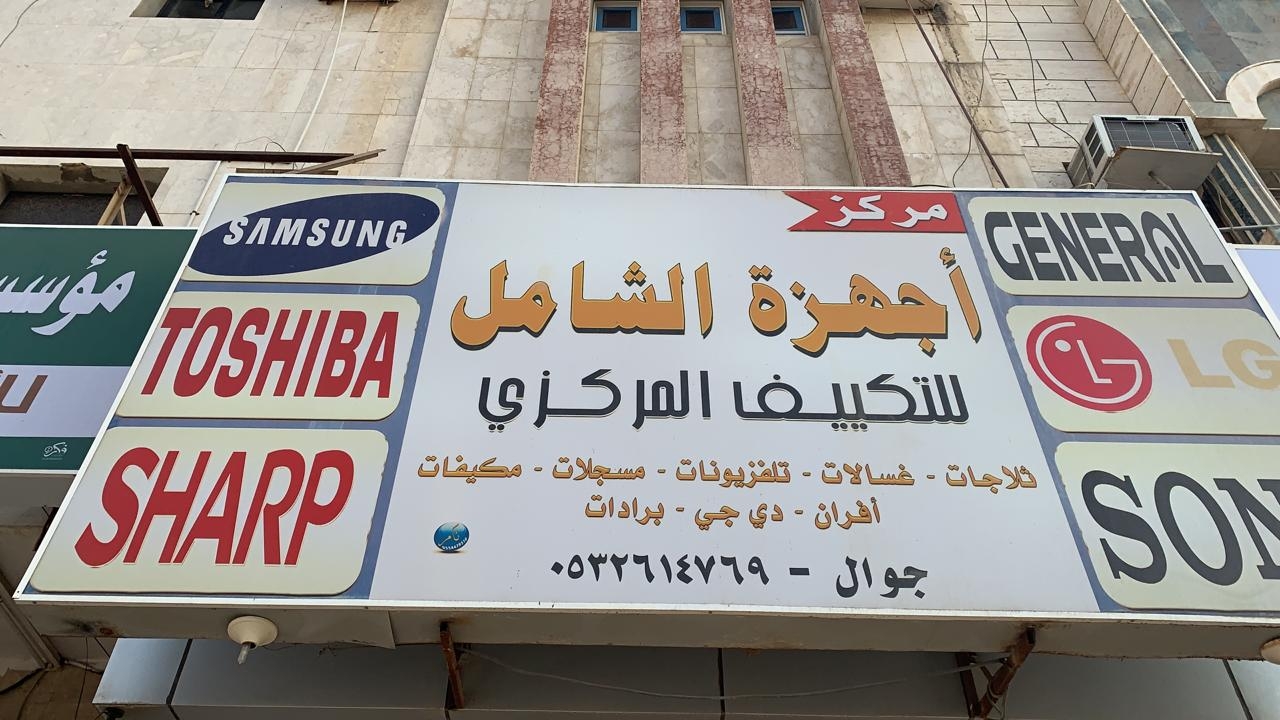 مركز
أجهزة الشامل
للتكييف المركزي
ثلاجات - غسالات - تلفزيونات - مسجلات - مكيفات
أفران - دي جي - برادات
جوال - ٠٥٣٢٦١٤٧٦٩
SAMSUNG
TOSHIBA
SHARP
GENERAL
LG
SON